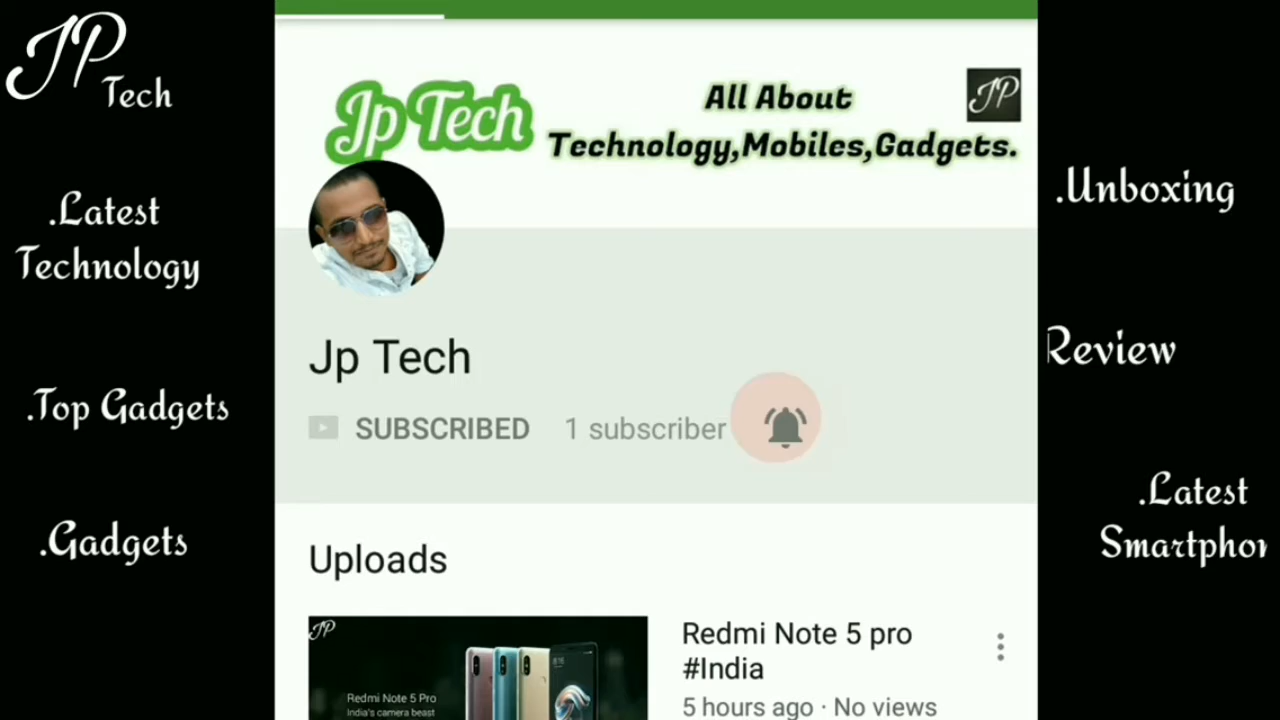 JP
Tech
.Latest
Technology
.Top Gadgets
.Gadgets
Jp Tech
All About
Technology,Mobiles,Gadgets.
JP
Jp Tech
SUBSCRIBED 1 subscriber
Uploads
JP
Redmi Note 5 Pro
India's camera beast
Redmi Note 5 pro
#India
5 hours ago · No views
.Unboxing
Review
.Latest
Smartphon